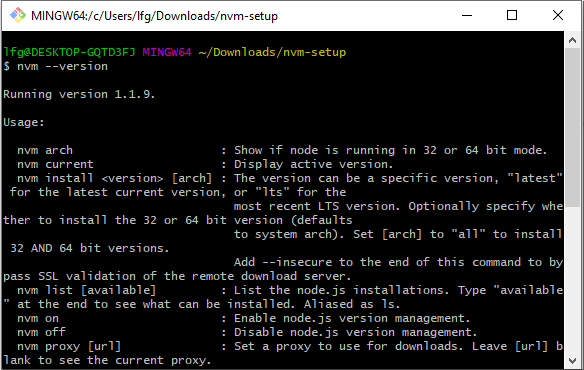 MINGW64:/c/Users/lfg/Downloads/nvm-setup
lfg@DESKTOP-GQTD3FJ MINGW64 ~/Downloads/nvm-setup
$ nvm --version
Running version 1.1.9.
Usage:
nvm arch : Show if node is running in 32 or 64 bit mode.
nvm current : Display active version.
nvm install <version> [arch] : The version can be a specific version, "latest"
for the latest current version, or "lts" for the
most recent LTS version. Optionally specify whe
ther to install the 32 or 64 bit version (defaults
to system arch). Set [arch] to "all" to install
32 AND 64 bit versions.
Add --insecure to the end of this command to by
pass SSL validation of the remote download server.
nvm list [available] : List the node.js installations. Type "available
" at the end to see what can be installed. Aliased as ls.
nvm on : Enable node.js version management.
nvm off : Disable node.js version management.
nvm proxy [url] : Set a proxy to use for downloads. Leave [url] b
lank to see the current proxy.